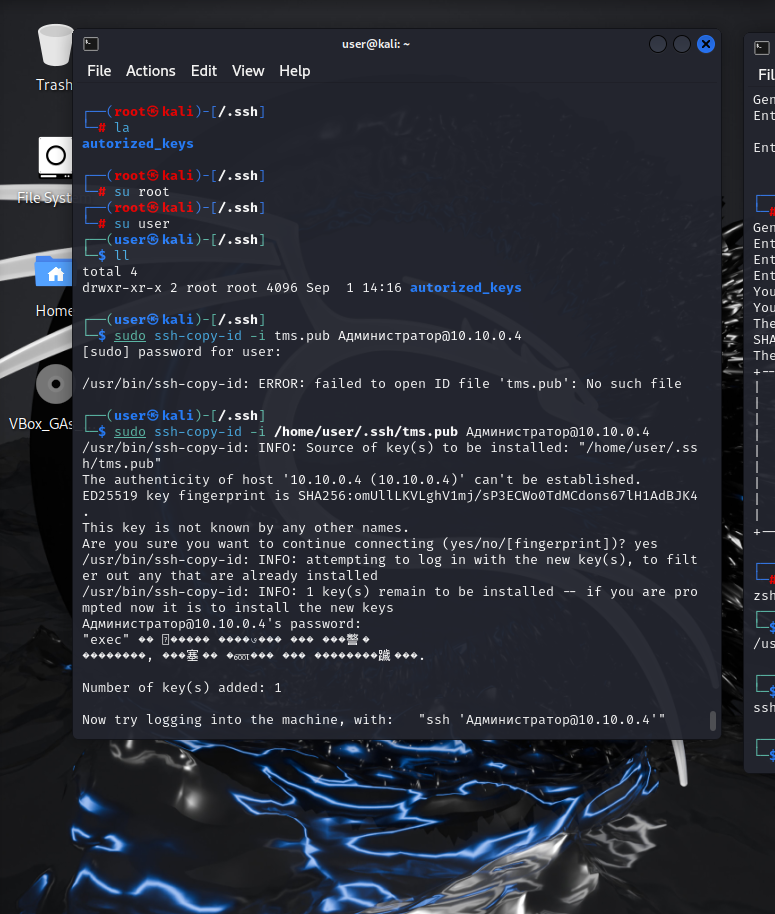 Trash
File Syst
Home
VBox_GAs
user@kali: ~
File Actions Edit View Help
┌──(root㉿kali)-[/.ssh]
└─# la
autorized_keys
┌──(root㉿kali)-[/.ssh]
└─# su root
┌──(root㉿kali)-[/.ssh]
└─# su user
┌──(user㉿kali)-[/.ssh]
└─$ ll
total 4
drwxr-xr-x 2 root root 4096 Sep  1 14:16 autorized_keys
┌──(user㉿kali)-[/.ssh]
└─$ sudo ssh-copy-id -i tms.pub Администратор@10.10.0.4
[sudo] password for user:
/usr/bin/ssh-copy-id: ERROR: failed to open ID file 'tms.pub': No such file
┌──(user㉿kali)-[/.ssh]
└─$ sudo ssh-copy-id -i /home/user/.ssh/tms.pub Администратор@10.10.0.4
/usr/bin/ssh-copy-id: INFO: Source of key(s) to be installed: "/home/user/.ss
h/tms.pub"
The authenticity of host '10.10.0.4 (10.10.0.4)' can't be established.
ED25519 key fingerprint is SHA256:omUllLKVLghV1mj/sP3ECWo0TdMCdons67lH1AdBJK4
.
This key is not known by any other names.
Are you sure you want to continue connecting (yes/no/[fingerprint])? yes
/usr/bin/ssh-copy-id: INFO: attempting to log in with the new key(s), to filt
er out any that are already installed
/usr/bin/ssh-copy-id: INFO: 1 key(s) remain to be installed -- if you are pro
mpted now it is to install the new keys
Администратор@10.10.0.4's password:
"exec"
Number of key(s) added: 1
Now try logging into the machine, with:   "ssh 'Администратор@10.10.0.4'"
Fil
Gen
Ent
Ent
└─#
Gen
Ent
Ent
Ent
You
You
The
SHA
The
+--
+--
└─#
zsh
└─$
/us
└─$
ssh
└─$